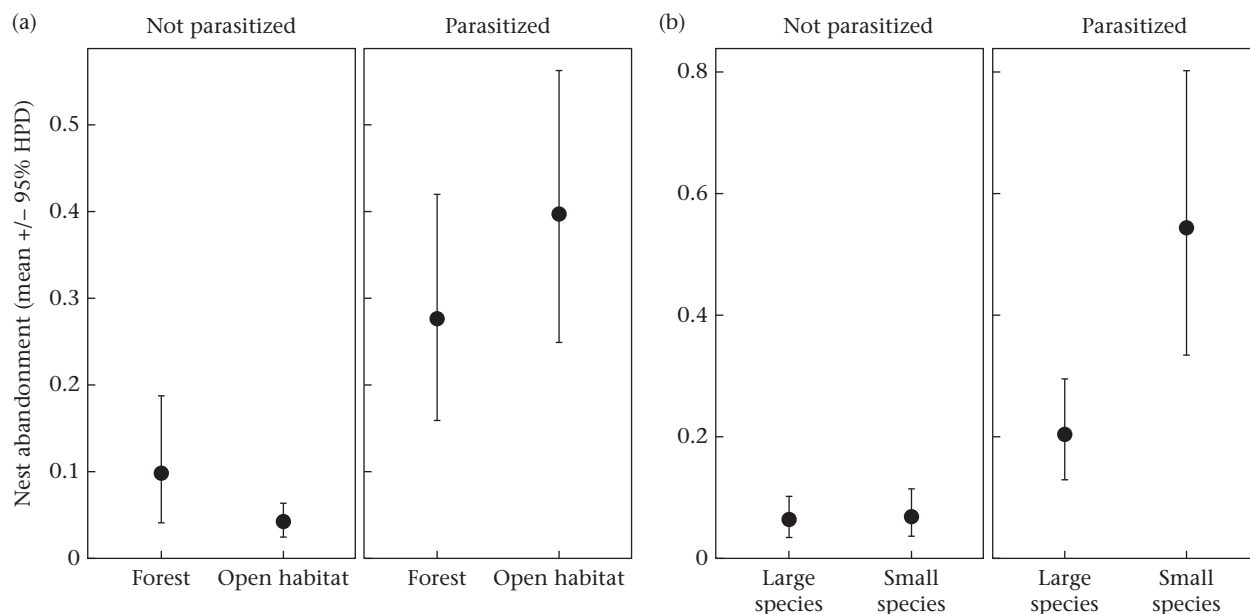 (a)
Not parasitized
Parasitized
Nest abandonment (mean +/– 95% HPD)
0.5
0.4
0.3
0.2
0.1
0
Forest
Open habitat
Forest
Open habitat
(b)
Not parasitized
Parasitized
0.8
0.6
0.4
0.2
0
Large
species
Small
species
Large
species
Small
species